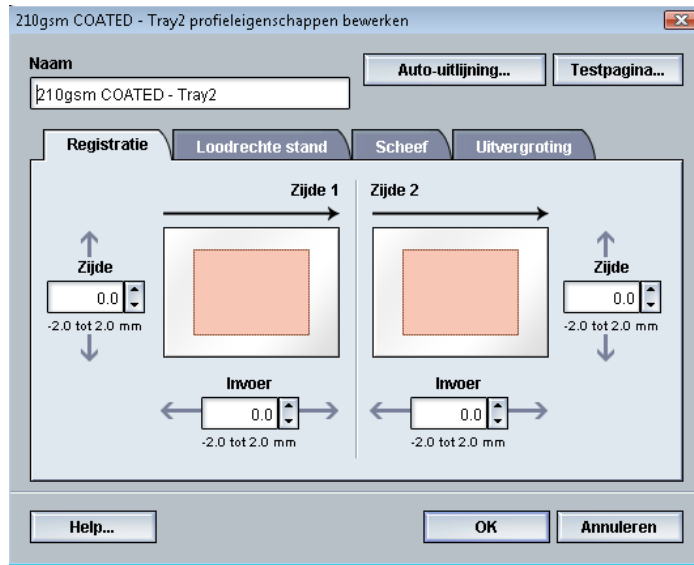 210gsm COATED - Tray2 profieleigenschappen bewerken
Naam
210gsm COATED - Tray2
Auto-uitlijning...
Testpagina...
Registratie
Loodrechte stand
Scheef
Uitvergroting
Zijde 1
Zijde
0.0
-2.0 tot 2.0 mm
Invoer
0.0
-2.0 tot 2.0 mm
Zijde 2
Zijde
0.0
-2.0 tot 2.0 mm
Invoer
0.0
-2.0 tot 2.0 mm
Help...
OK
Annuleren